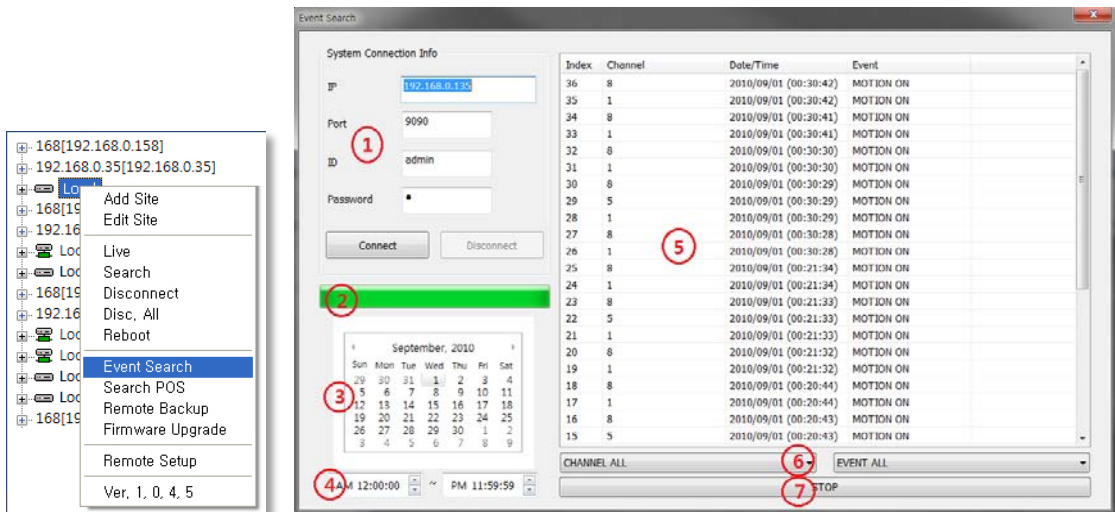 168[192.168.0.158]
192.168.0.35[192.168.0.35]
Add Site
Edit Site
Live
Search
Disconnect
Disc, All
Reboot
Event Search
Search POS
Remote Backup
Firmware Upgrade
Remote Setup
Ver, 1, 0, 4, 5
168[19
192.16
Loc
Loc
168[19
192.16
Loc
Loc
Loc
Loc
168[19
Event Search
System Connection Info
IP 192.168.0.135
Port 9090
1
ID admin
Password
Connect Disconnect
2
September, 2010
Sun Mon Tue Wed Thu Fri Sat
29 30 31 1 2 3 4
5 6 7 8 9 10 11
12 13 14 15 16 17 18
19 20 21 22 23 24 25
26 27 28 29 30 1 2
3 4 5 6 7 8 9
3
4
AM 12:00:00 ~ PM 11:59:59
Index Channel Date/Time Event
36 8 2010/09/01 (00:30:42) MOTION ON
35 1 2010/09/01 (00:30:42) MOTION ON
34 8 2010/09/01 (00:30:41) MOTION ON
33 1 2010/09/01 (00:30:41) MOTION ON
32 8 2010/09/01 (00:30:30) MOTION ON
31 1 2010/09/01 (00:30:30) MOTION ON
30 8 2010/09/01 (00:30:29) MOTION ON
29 5 2010/09/01 (00:30:29) MOTION ON
28 1 2010/09/01 (00:30:29) MOTION ON
27 8 2010/09/01 (00:30:28) MOTION ON
26 1 2010/09/01 (00:30:28) MOTION ON
25 8 2010/09/01 (00:21:34) MOTION ON
24 1 2010/09/01 (00:21:34) MOTION ON
23 8 2010/09/01 (00:21:33) MOTION ON
22 5 2010/09/01 (00:21:33) MOTION ON
21 1 2010/09/01 (00:21:33) MOTION ON
20 8 2010/09/01 (00:21:32) MOTION ON
19 1 2010/09/01 (00:21:32) MOTION ON
18 8 2010/09/01 (00:20:44) MOTION ON
17 1 2010/09/01 (00:20:44) MOTION ON
16 8 2010/09/01 (00:20:43) MOTION ON
15 5 2010/09/01 (00:20:43) MOTION ON
5
CHANNEL ALL 6 EVENT ALL
7 STOP